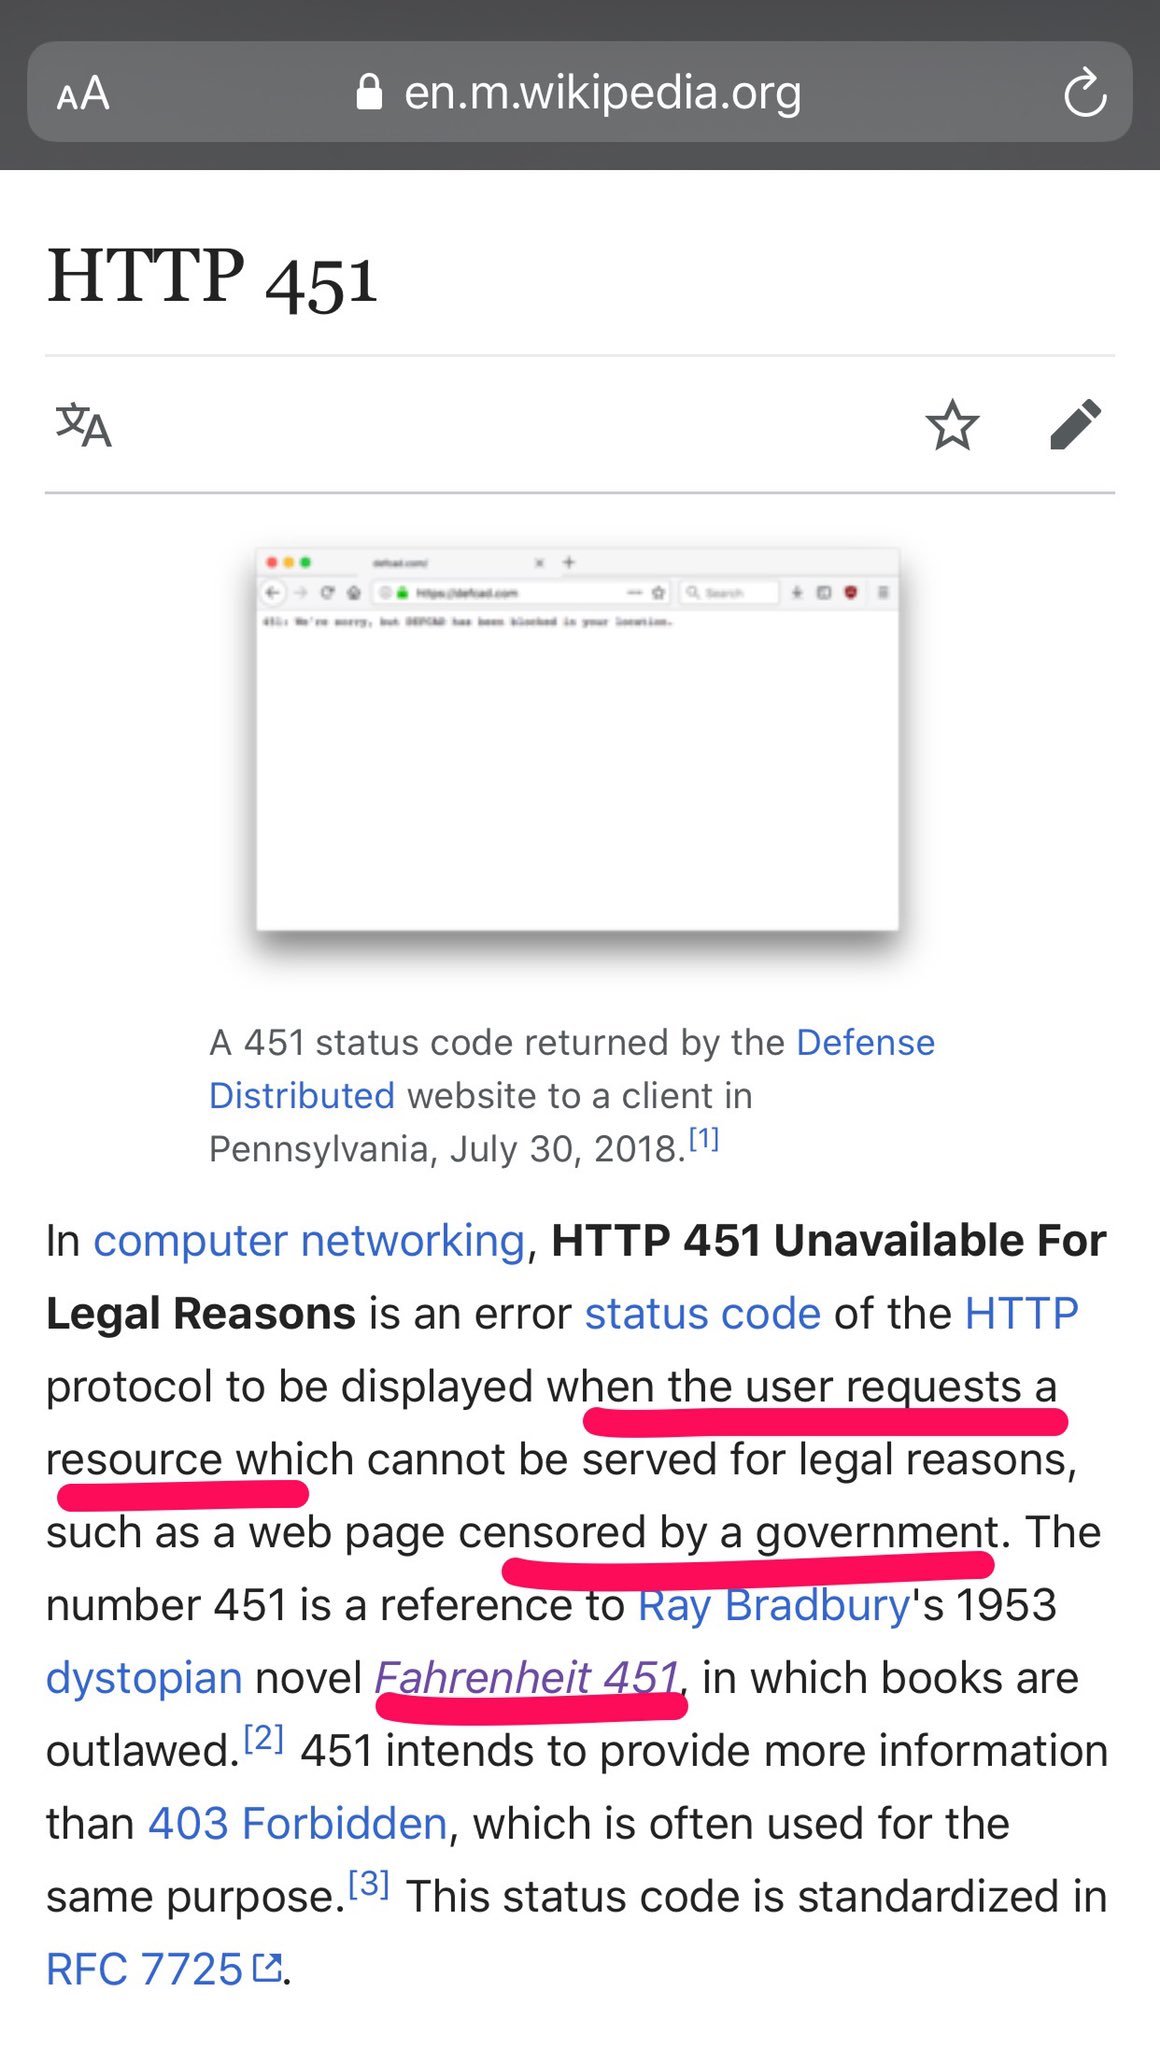 AA en.m.wikipedia.org
HTTP 451
文A
defcad.com/
https://defcad.com Search
451: We're sorry, but DEFCAD has been blocked in your location.
A 451 status code returned by the Defense
Distributed website to a client in
Pennsylvania, July 30, 2018.[1]
In computer networking, HTTP 451 Unavailable For
Legal Reasons is an error status code of the HTTP
protocol to be displayed when the user requests a
resource which cannot be served for legal reasons,
such as a web page censored by a government. The
number 451 is a reference to Ray Bradbury's 1953
dystopian novel Fahrenheit 451, in which books are
outlawed.[2] 451 intends to provide more information
than 403 Forbidden, which is often used for the
same purpose.[3] This status code is standardized in
RFC 7725.